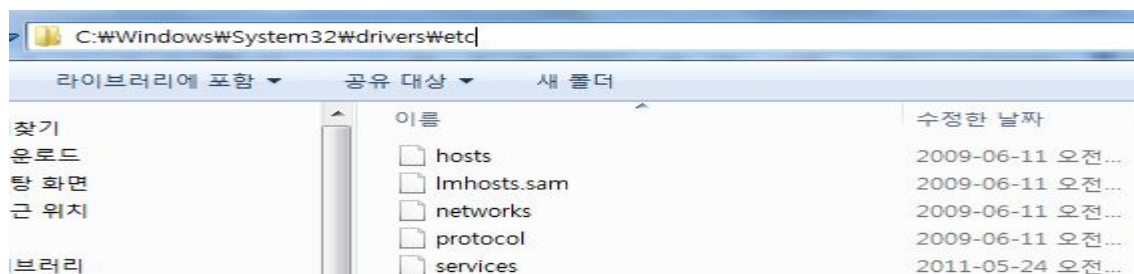 C:₩Windows₩System32₩drivers₩etc
라이브러리에 포함 공유 대상 새 폴더
찾기
운로드
탕 화면
근 위치
브러리
이름 수정한 날짜
hosts 2009-06-11 오전...
lmhosts.sam 2009-06-11 오전...
networks 2009-06-11 오전...
protocol 2009-06-11 오전...
services 2011-05-24 오전...